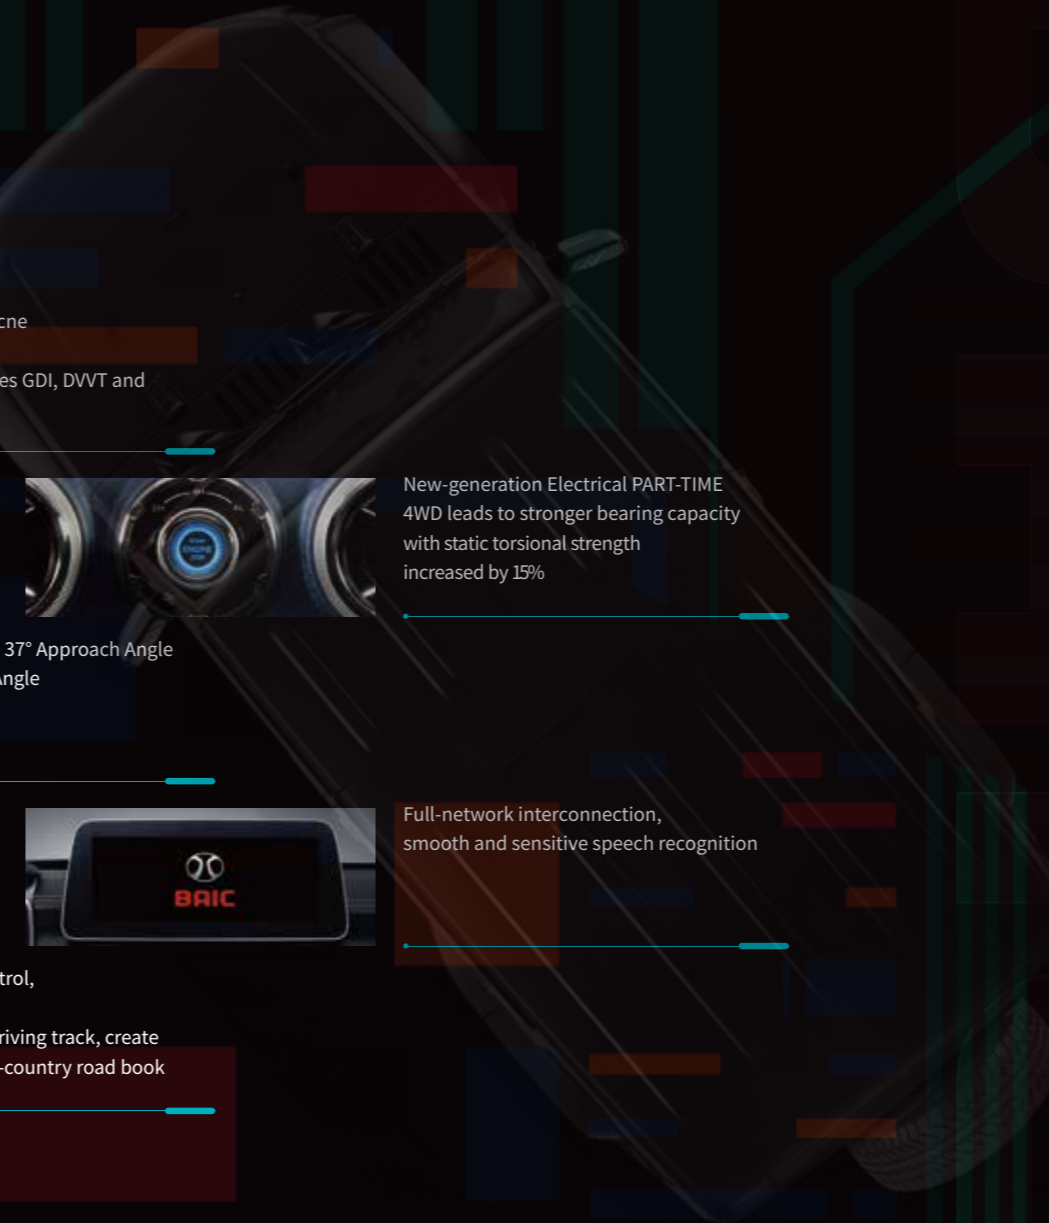 cne
es GDI, DVVT and
New-generation Electrical PART-TIME
4WD leads to stronger bearing capacity
with static torsional strength
increased by 15%
ENGINE
37° Approach Angle
Angle
Full-network interconnection,
smooth and sensitive speech recognition
BAIC
trol,
riving track, create
-country road book